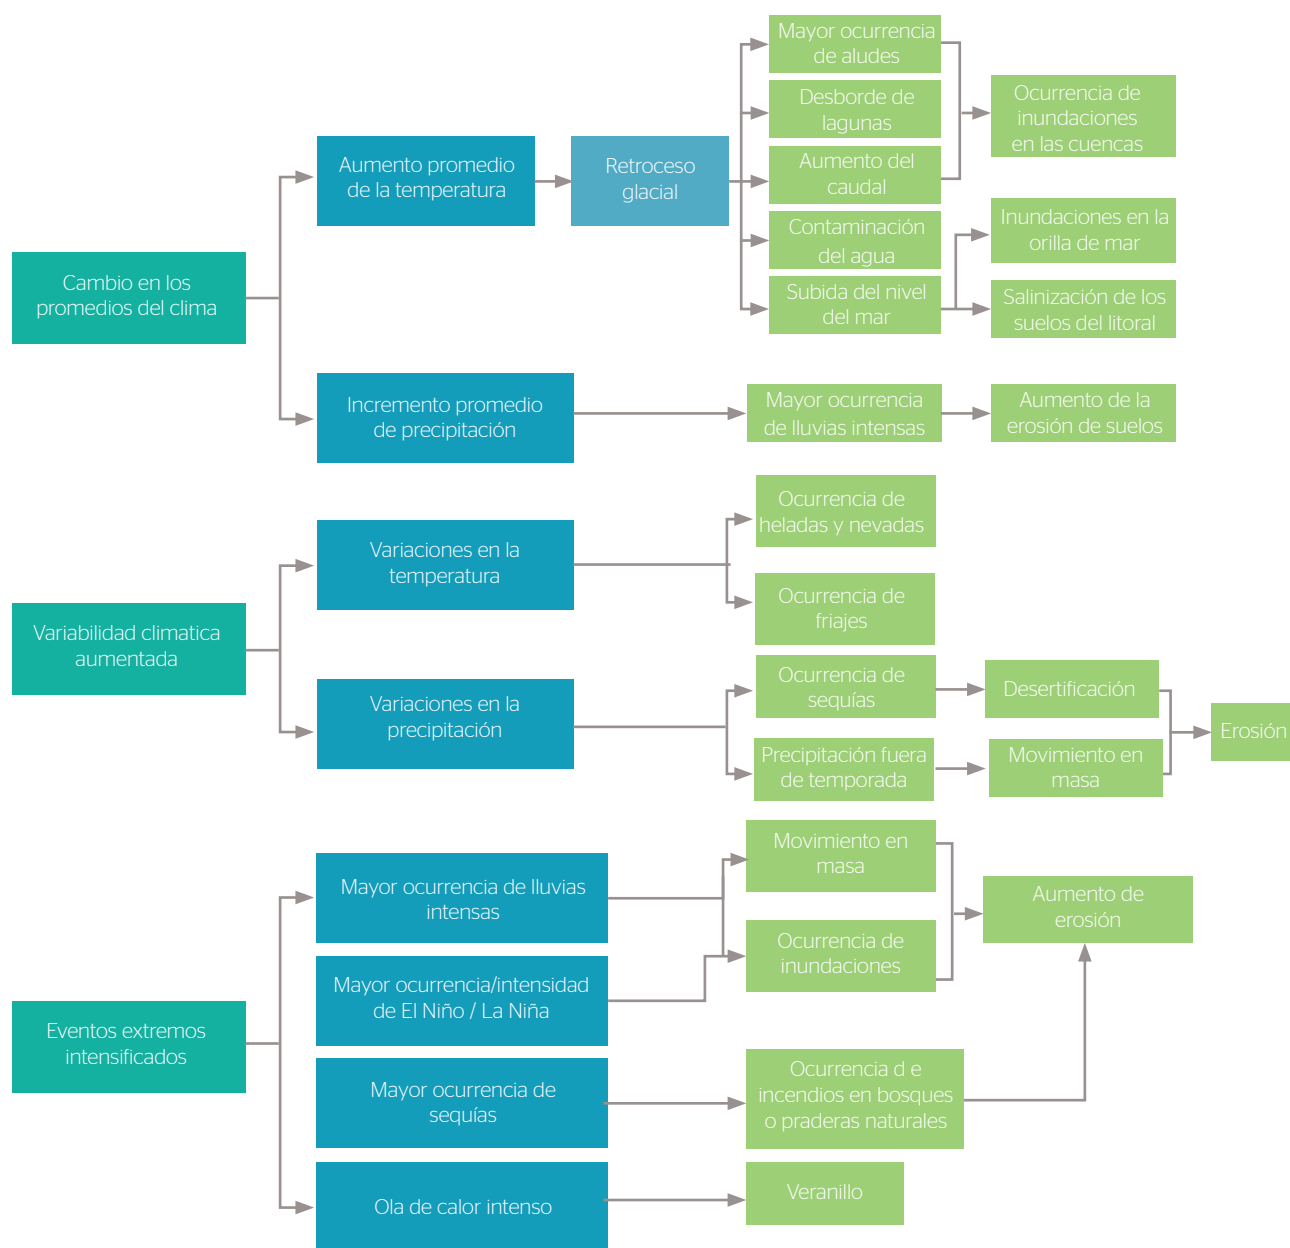 Cambio en los
promedios del clima
Aumento promedio
de la temperatura
Retroceso
glacial
Mayor ocurrencia
de aludes
Desborde de
lagunas
Aumento del
caudal
Contaminación
del agua
Subida del nivel
del mar
Ocurrencia de
inundaciones
en las cuencas
Inundaciones en la
orilla de mar
Salinización de los
suelos del litoral
Incremento promedio
de precipitación
Mayor ocurrencia
de lluvias intensas
Aumento de la
erosión de suelos
Variabilidad climatica
aumentada
Variaciones en la
temperatura
Ocurrencia de
heladas y nevadas
Ocurrencia de
friajes
Variaciones en la
precipitación
Ocurrencia de
sequías
Desertificación
Precipitación fuera
de temporada
Movimiento en
masa
Erosión
Eventos extremos
intensificados
Mayor ocurrencia de lluvias
intensas
Mayor ocurrencia/intensidad
de El Niño / La Niña
Movimiento en
masa
Ocurrencia de
inundaciones
Aumento de
erosión
Mayor ocurrencia de
sequías
Ocurrencia d e
incendios en bosques
o praderas naturales
Ola de calor intenso
Veranillo